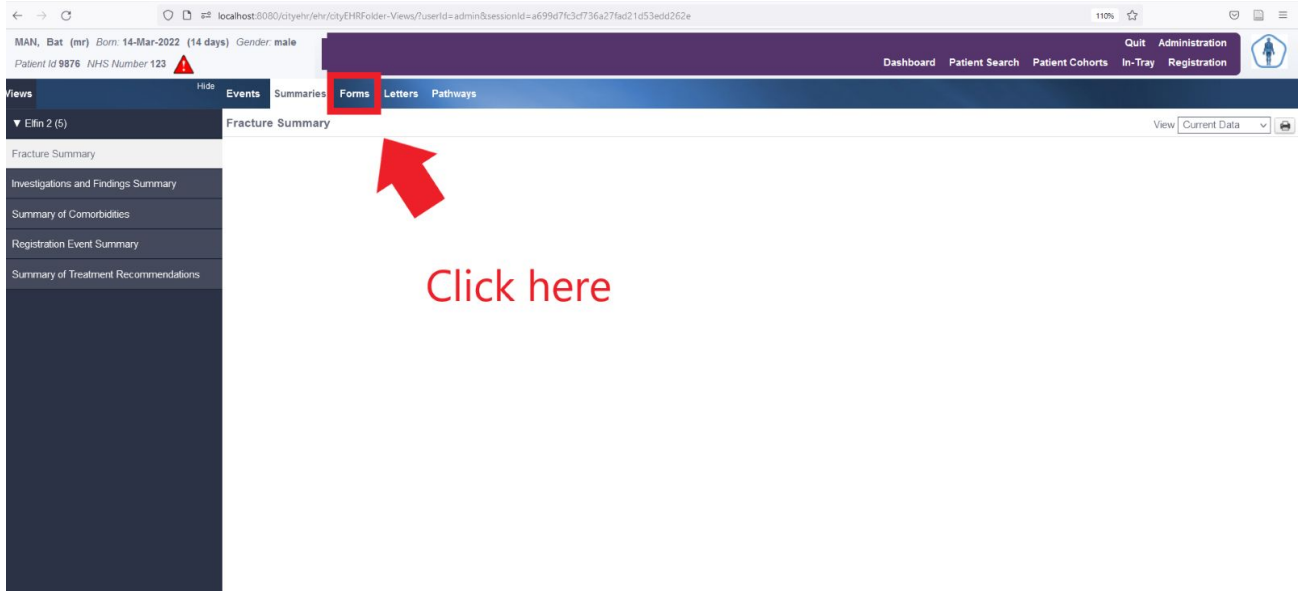 localhost:8080/cityehr/ehr/cityEHRFolder-Views/?userId=admin&sessionId=a699d7fc3cf736a27fad21d53edd262e
110%
MAN, Bat (mr) Born: 14-Mar-2022 (14 days) Gender: male
Quit Administration
Patient Id 9876 NHS Number 123
Dashboard Patient Search Patient Cohorts In-Tray Registration
Views Hide Events Summaries Forms Letters Pathways
▼ Elfin 2 (5)
Fracture Summary
View Current Data
Fracture Summary
Investigations and Findings Summary
Summary of Comorbidities
Registration Event Summary
Summary of Treatment Recommendations
Click here